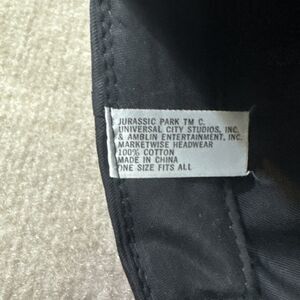 JURASSIC PARK TM C.
UNIVERSAL CITY STUDIOS, INC.
& AMBLIN ENTERTAINMENT, INC.
MARKETWISE HEADWEAR
100% COTTON
MADE IN CHINA
ONE SIZE FITS ALL